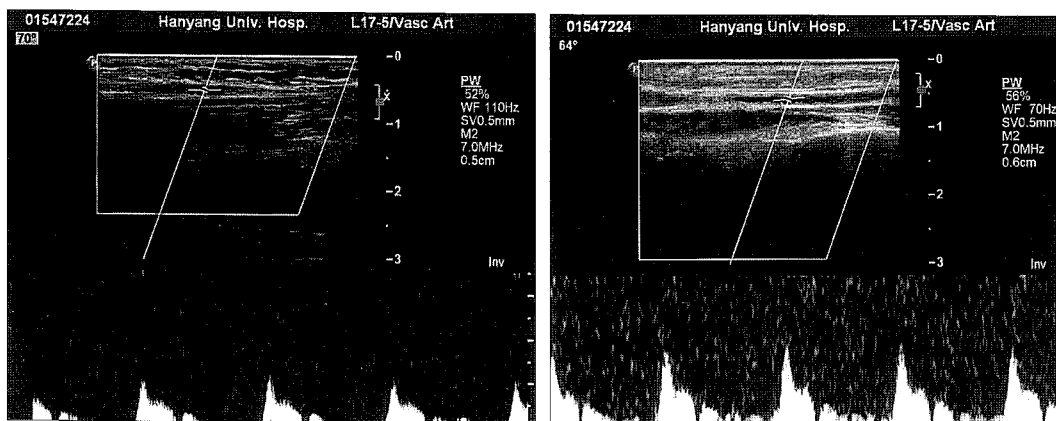 01547224 Hanyang Univ. Hosp. L17-5/Vasc Art
70°
-0
-1
-2
-3
x
PW
52%
WF 110Hz
SV0.5mm
M2
7.0MHz
0.5cm
Inv
01547224 Hanyang Univ. Hosp. L17-5/Vasc Art
64°
-0
-1
-2
-3
x
PW
56%
WF 70Hz
SV0.5mm
M2
7.0MHz
0.6cm
Inv